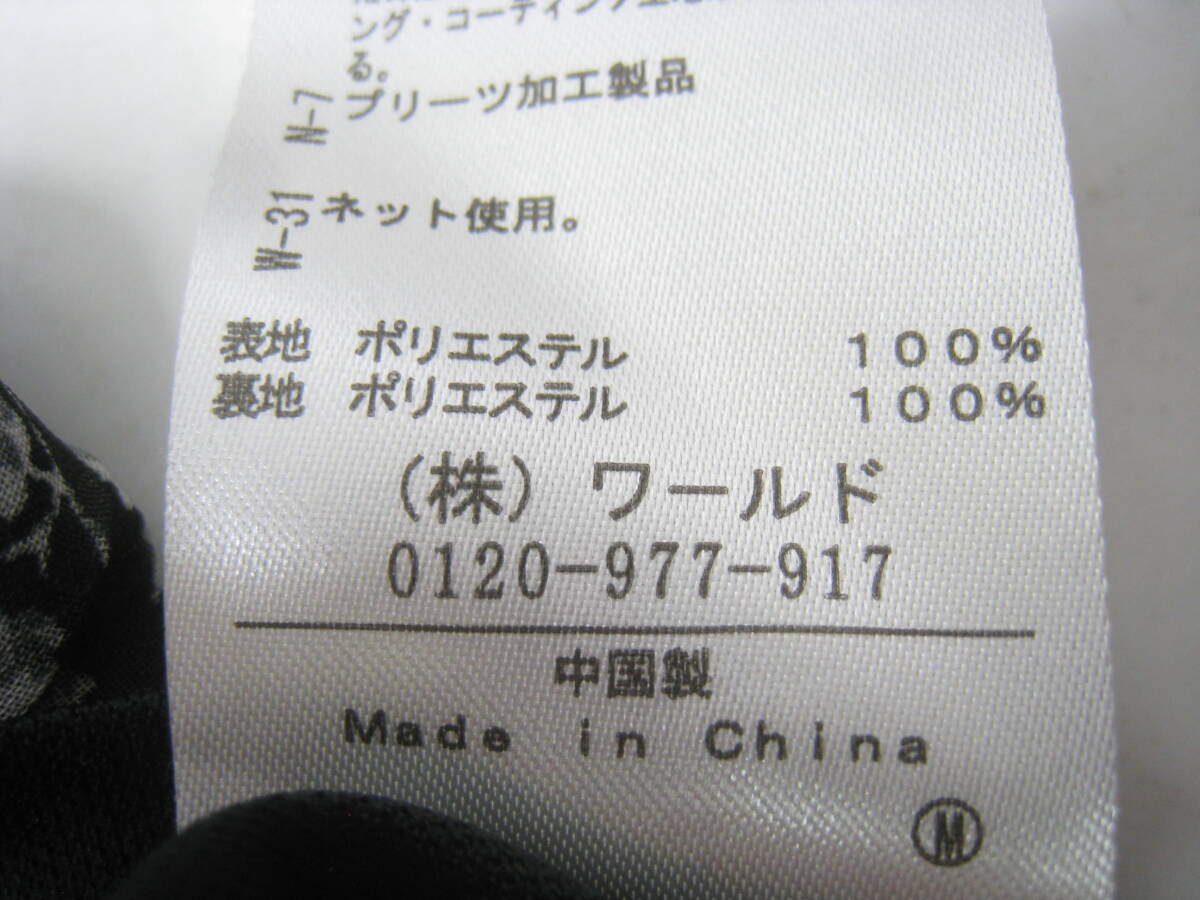 ング・コーティング
る。
N-7 プリーツ加工製品
W-31 ネット使用。
表地 ポリエステル 100%
裏地 ポリエステル 100%
(株) ワールド
0120-977-917
中国製
Made in China
M